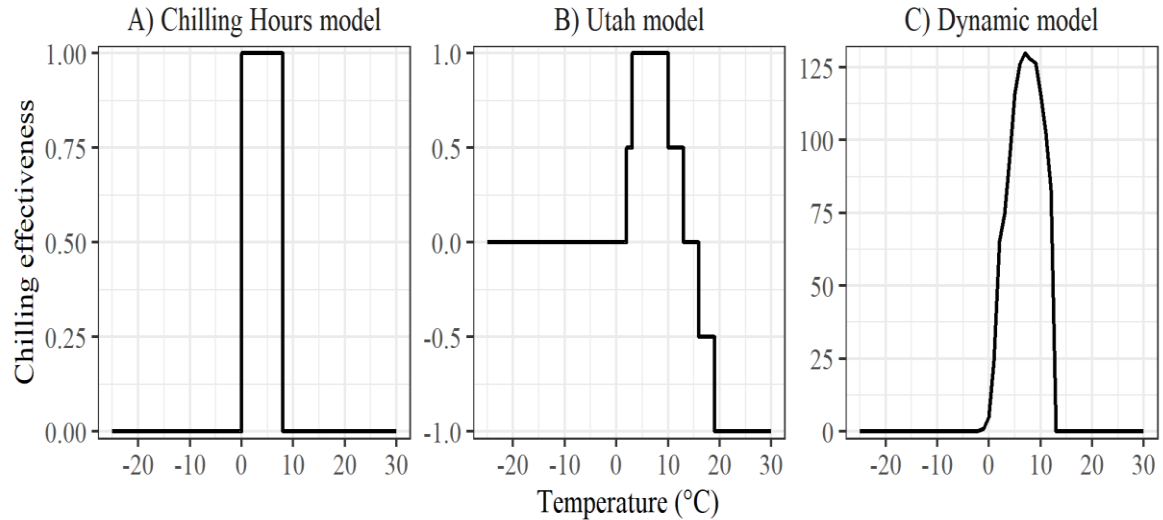 A) Chilling Hours model
B) Utah model
C) Dynamic model
Chilling effectiveness
1.00
0.75
0.50
0.25
0.00
-20 -10 0 10 20 30
1.0
0.5
0.0
-0.5
-1.0
-20 -10 0 10 20 30
125
100
75
50
25
0
-20 -10 0 10 20 30
Temperature (°C)